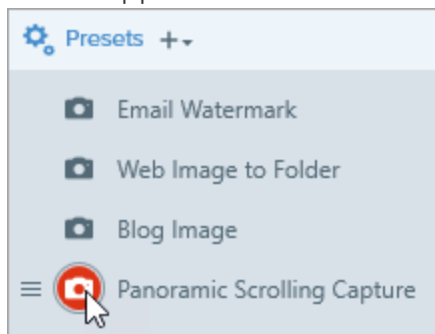 Presets
Email Watermark
Web Image to Folder
Blog Image
Panoramic Scrolling Capture